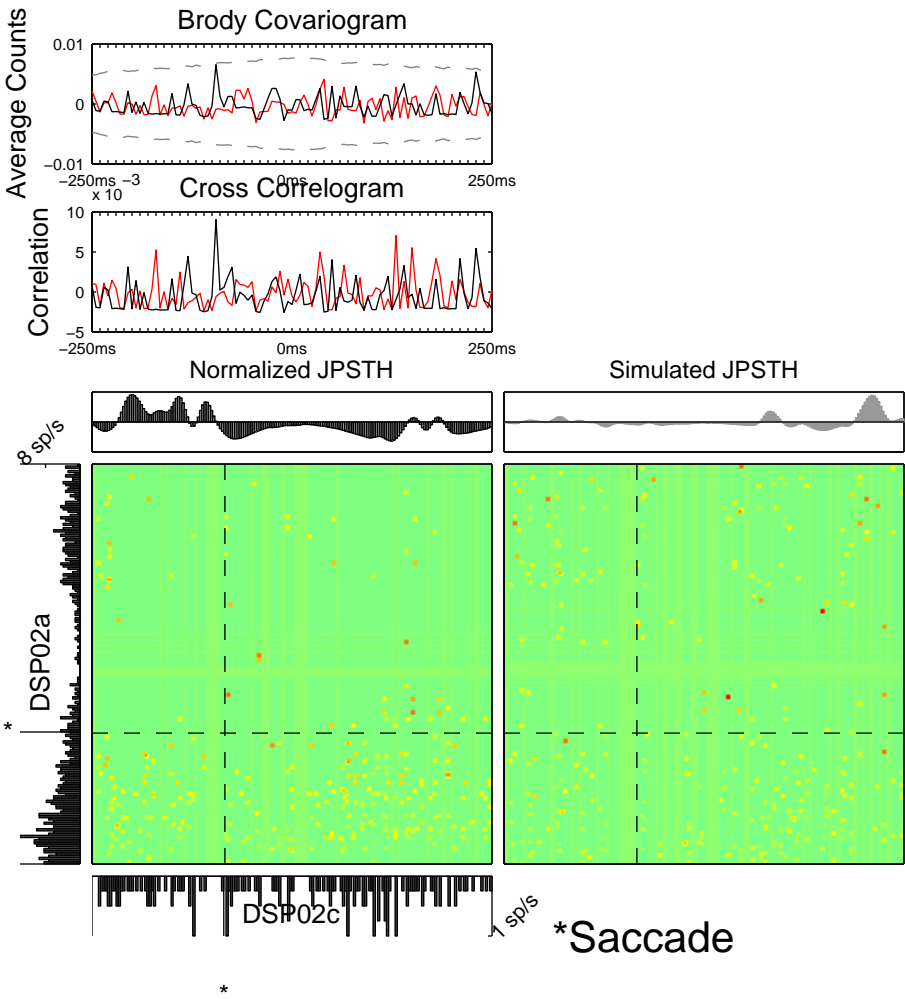 Brody Covariogram
Average Counts
0.01
0
−0.01
−250ms
0ms
250ms
x 10 −3
Cross Correlogram
Correlation
10
5
0
−5
−250ms
0ms
250ms
Normalized JPSTH
Simulated JPSTH
8 sp/s
DSP02a
*
DSP02c
1 sp/s
*Saccade
*